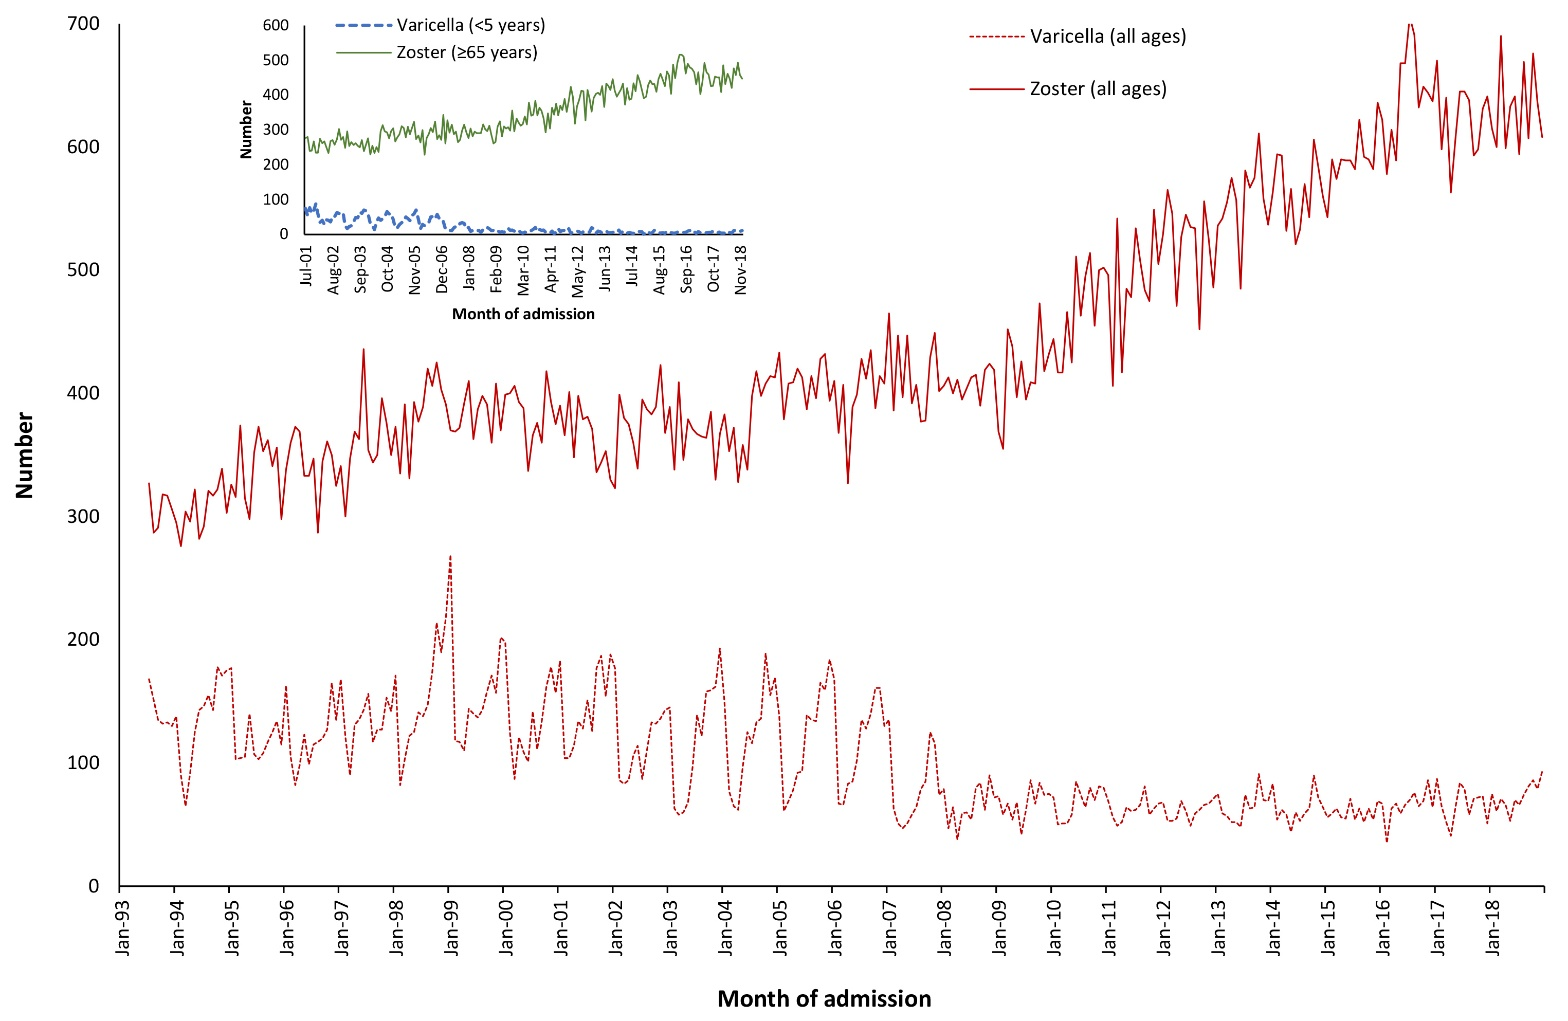 700
600
500
400
300
200
100
0
Number
Jan-93
Jan-94
Jan-95
Jan-96
Jan-97
Jan-98
Jan-99
Jan-00
Jan-01
Jan-02
Jan-03
Jan-04
Jan-05
Jan-06
Jan-07
Jan-08
Jan-09
Jan-10
Jan-11
Jan-12
Jan-13
Jan-14
Jan-15
Jan-16
Jan-17
Jan-18
Month of admission
Varicella (all ages)
Zoster (all ages)
Varicella (<5 years)
Zoster (≥65 years)
600
500
400
300
200
100
0
Number
Jul-01
Aug-02
Sep-03
Oct-04
Nov-05
Dec-06
Jan-08
Feb-09
Mar-10
Apr-11
May-12
Jun-13
Jul-14
Aug-15
Sep-16
Oct-17
Nov-18
Month of admission